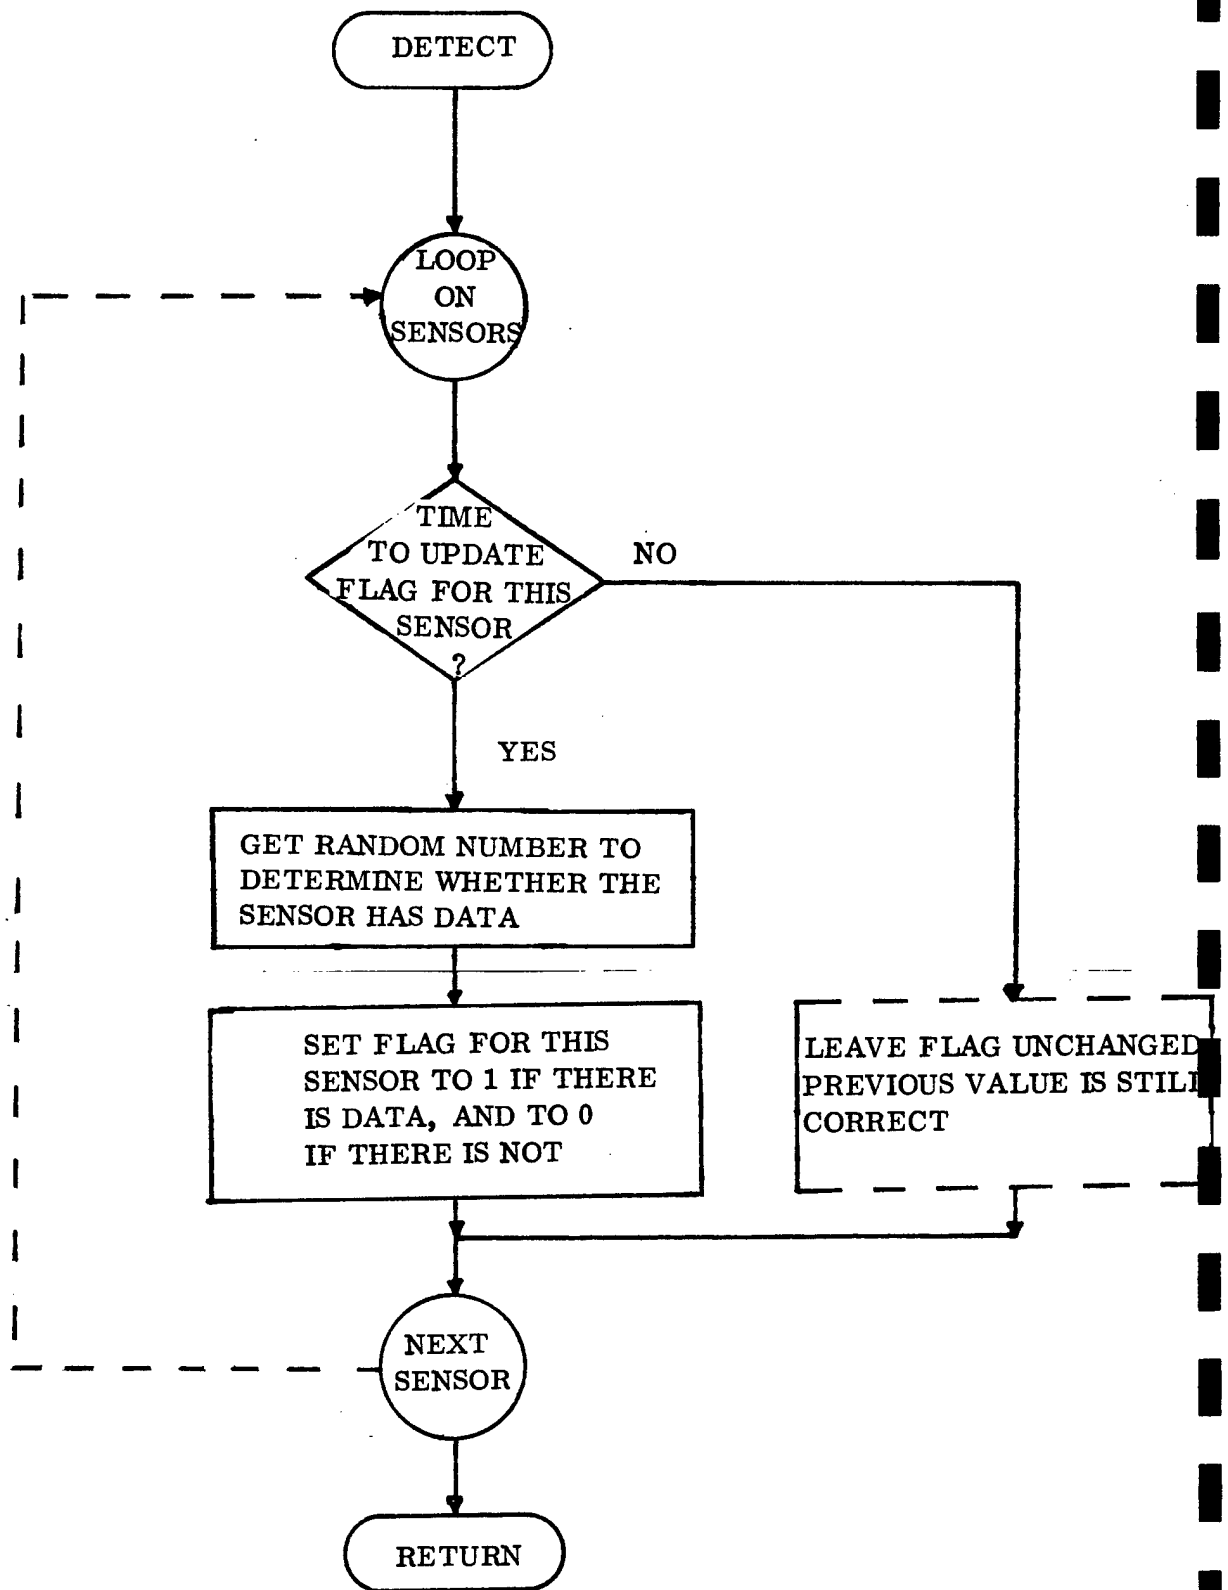 DETECT
LOOP
ON
SENSORS
TIME
TO UPDATE
FLAG FOR THIS
SENSOR
?
NO
YES
GET RANDOM NUMBER TO
DETERMINE WHETHER THE
SENSOR HAS DATA
SET FLAG FOR THIS
SENSOR TO 1 IF THERE
IS DATA, AND TO 0
IF THERE IS NOT
LEAVE FLAG UNCHANGED
PREVIOUS VALUE IS STILL
CORRECT
NEXT
SENSOR
RETURN